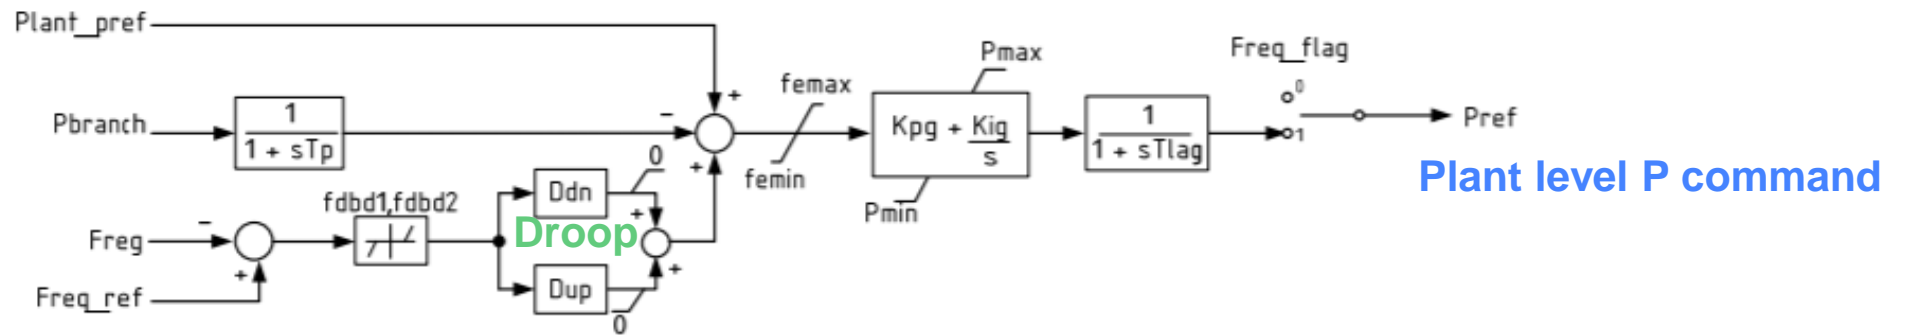 Plant_pref
Pbranch
1
1 + sTp
Freg
Freq_ref
fdbd1,fdbd2
Ddn
0
Droop
Dup
0
+
-
+
-
+
+
+
femax
femin
Pmax
Kpg + Kig
s
Pmin
1
1 + sTlag
Freq_flag
0
1
Pref
Plant level P command